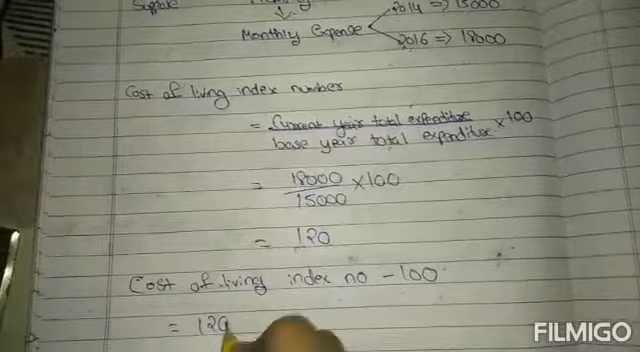 Suppose
2014 => 15000
Monthly Expense
2016 => 18000
Cost of living index number
= Current year total expenditure
base year total expenditure × 100
= 18000
15000 × 100
= 120
Cost of living index no - 100
= 120
FILMIGO